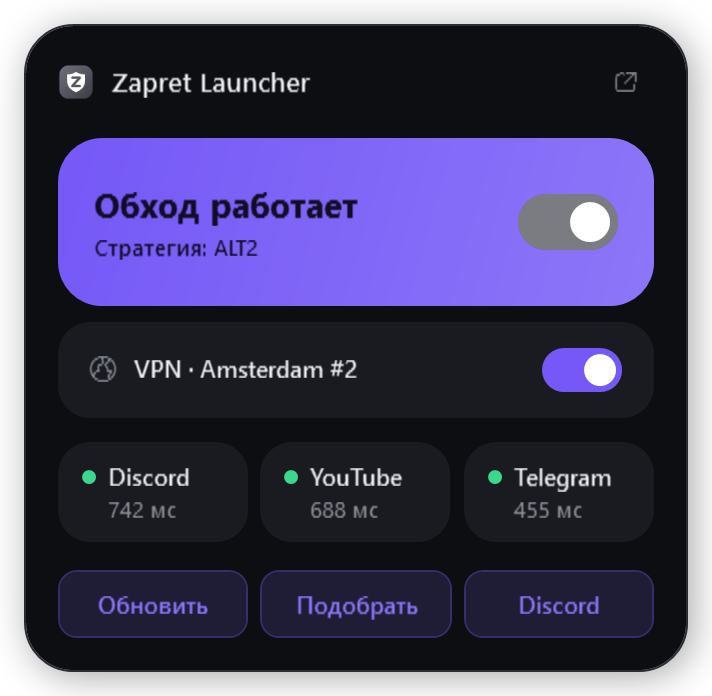 Z
Zapret Launcher
Обход работает
Стратегия: ALT2
VPN · Amsterdam #2
Discord
742 мс
YouTube
688 мс
Telegram
455 мс
Обновить
Подобрать
Discord